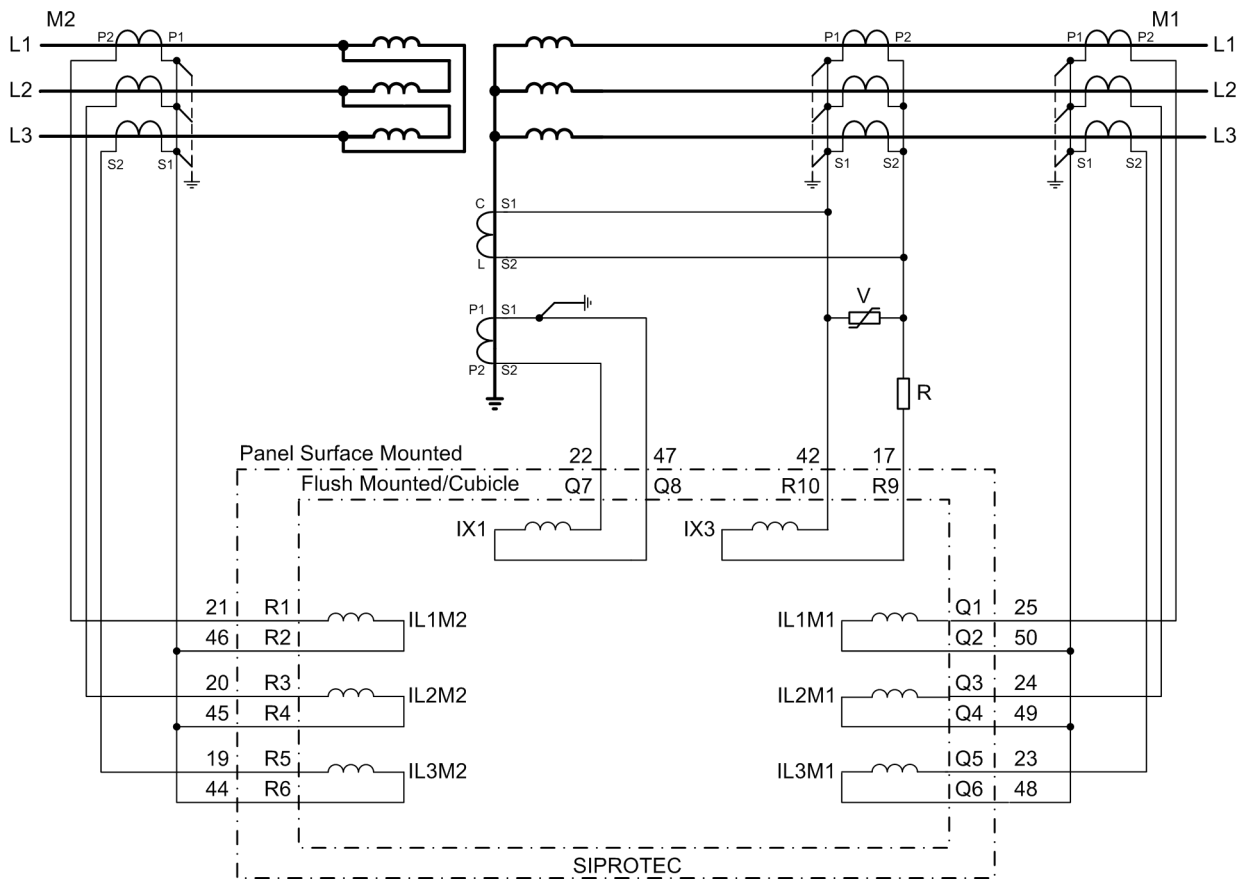 M2 M1
L1 P2 P1 P1 P2 P1 P2 L1
L2 L2
L3 L3
S2 S1 S1 S2 S1 S2
C S1
L S2
V
P1 S1
P2 S2
R
Panel Surface Mounted 22 47 42 17
Flush Mounted/Cubicle Q7 Q8 R10 R9
IX1 IX3
21 R1 IL1M2 IL1M1 Q1 25
46 R2 Q2 50
20 R3 IL2M2 IL2M1 Q3 24
45 R4 Q4 49
19 R5 IL3M2 IL3M1 Q5 23
44 R6 Q6 48
SIPROTEC